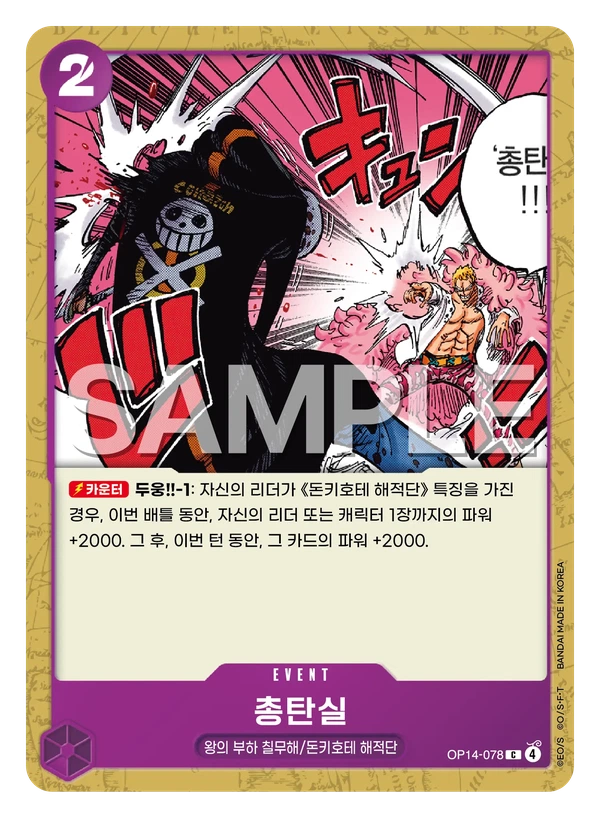 2
キュン
'총탄
!!!
SAMPLE
카운터 두웅!!-1: 자신의 리더가 《돈키호테 해적단》 특징을 가진
경우, 이번 배틀 동안, 자신의 리더 또는 캐릭터 1장까지의 파워
+2000. 그 후, 이번 턴 동안, 그 카드의 파워 +2000.
EVENT
총탄실
왕의 부하 칠무해/돈키호테 해적단
OP14-078 C 4
©E.O/S ©O/S·F·T BANDAI MADE IN KOREA